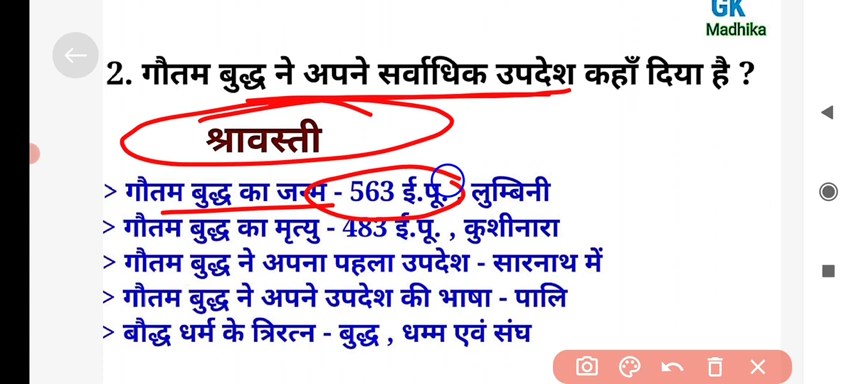 GK
Madhika
2. गौतम बुद्ध ने अपने सर्वाधिक उपदेश कहाँ दिया है ?
श्रावस्ती
> गौतम बुद्ध का जन्म - 563 ई.पू. , लुम्बिनी
> गौतम बुद्ध का मृत्यु - 483 ई.पू. , कुशीनारा
> गौतम बुद्ध ने अपना पहला उपदेश - सारनाथ में
> गौतम बुद्ध ने अपने उपदेश की भाषा - पालि
> बौद्ध धर्म के त्रिरत्न - बुद्ध , धम्म एवं संघ